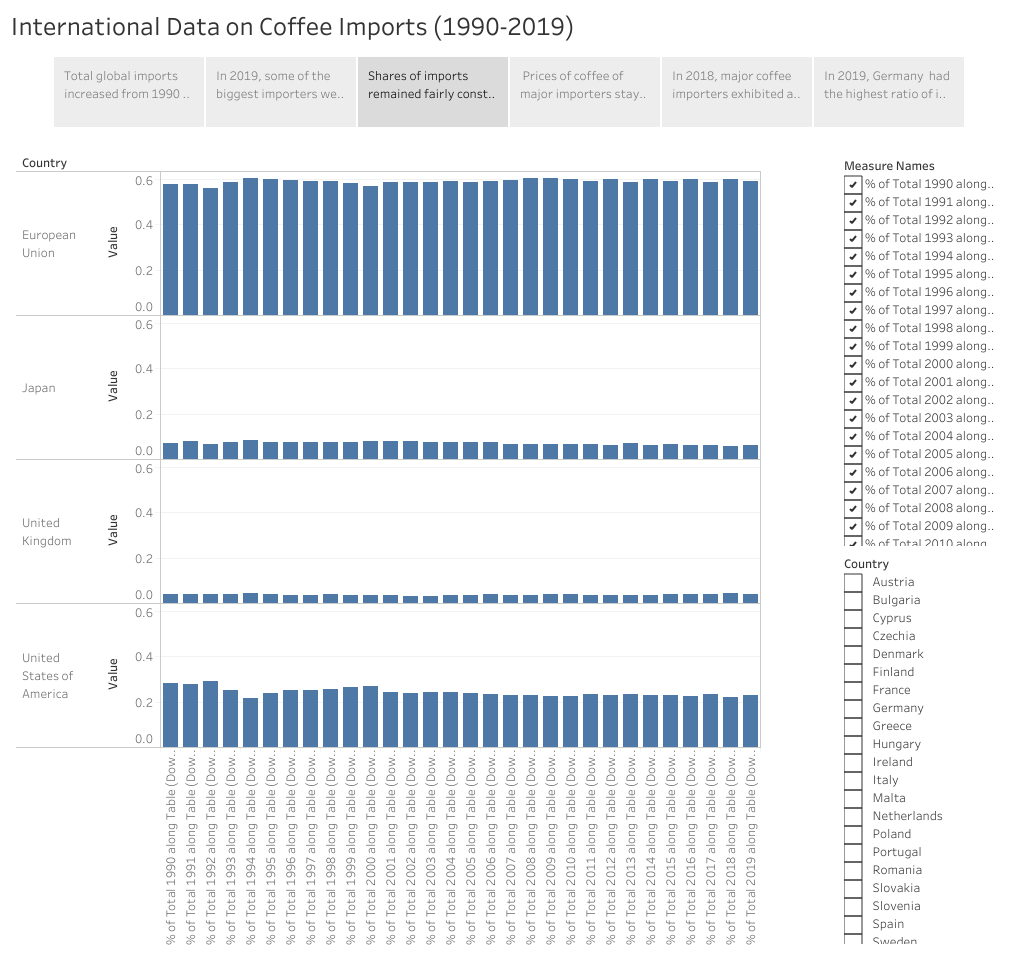 International Data on Coffee Imports (1990-2019)
Total global imports
increased from 1990 ..
In 2019, some of the
biggest importers we..
Shares of imports
remained fairly const..
Prices of coffee of
major importers stay..
In 2018, major coffee
importers exhibited a..
In 2019, Germany had
the highest ratio of i..
Country
European
Union
Value
0.6
0.4
0.2
0.0
Japan
Value
0.6
0.4
0.2
0.0
United
Kingdom
Value
0.6
0.4
0.2
0.0
United
States of
America
Value
0.6
0.4
0.2
0.0
% of Total 1990 along Table (Dow..
% of Total 1991 along Table (Dow..
% of Total 1992 along Table (Dow..
% of Total 1993 along Table (Dow..
% of Total 1994 along Table (Dow..
% of Total 1995 along Table (Dow..
% of Total 1996 along Table (Dow..
% of Total 1997 along Table (Dow..
% of Total 1998 along Table (Dow..
% of Total 1999 along Table (Dow..
% of Total 2000 along Table (Dow..
% of Total 2001 along Table (Dow..
% of Total 2002 along Table (Dow..
% of Total 2003 along Table (Dow..
% of Total 2004 along Table (Dow..
% of Total 2005 along Table (Dow..
% of Total 2006 along Table (Dow..
% of Total 2007 along Table (Dow..
% of Total 2008 along Table (Dow..
% of Total 2009 along Table (Dow..
% of Total 2010 along Table (Dow..
% of Total 2011 along Table (Dow..
% of Total 2012 along Table (Dow..
% of Total 2013 along Table (Dow..
% of Total 2014 along Table (Dow..
% of Total 2015 along Table (Dow..
% of Total 2016 along Table (Dow..
% of Total 2017 along Table (Dow..
% of Total 2018 along Table (Dow..
% of Total 2019 along Table (Dow..
Measure Names
% of Total 1990 along..
% of Total 1991 along..
% of Total 1992 along..
% of Total 1993 along..
% of Total 1994 along..
% of Total 1995 along..
% of Total 1996 along..
% of Total 1997 along..
% of Total 1998 along..
% of Total 1999 along..
% of Total 2000 along..
% of Total 2001 along..
% of Total 2002 along..
% of Total 2003 along..
% of Total 2004 along..
% of Total 2005 along..
% of Total 2006 along..
% of Total 2007 along..
% of Total 2008 along..
% of Total 2009 along..
% of Total 2010 along..
Country
Austria
Bulgaria
Cyprus
Czechia
Denmark
Finland
France
Germany
Greece
Hungary
Ireland
Italy
Malta
Netherlands
Poland
Portugal
Romania
Slovakia
Slovenia
Spain
Sweden